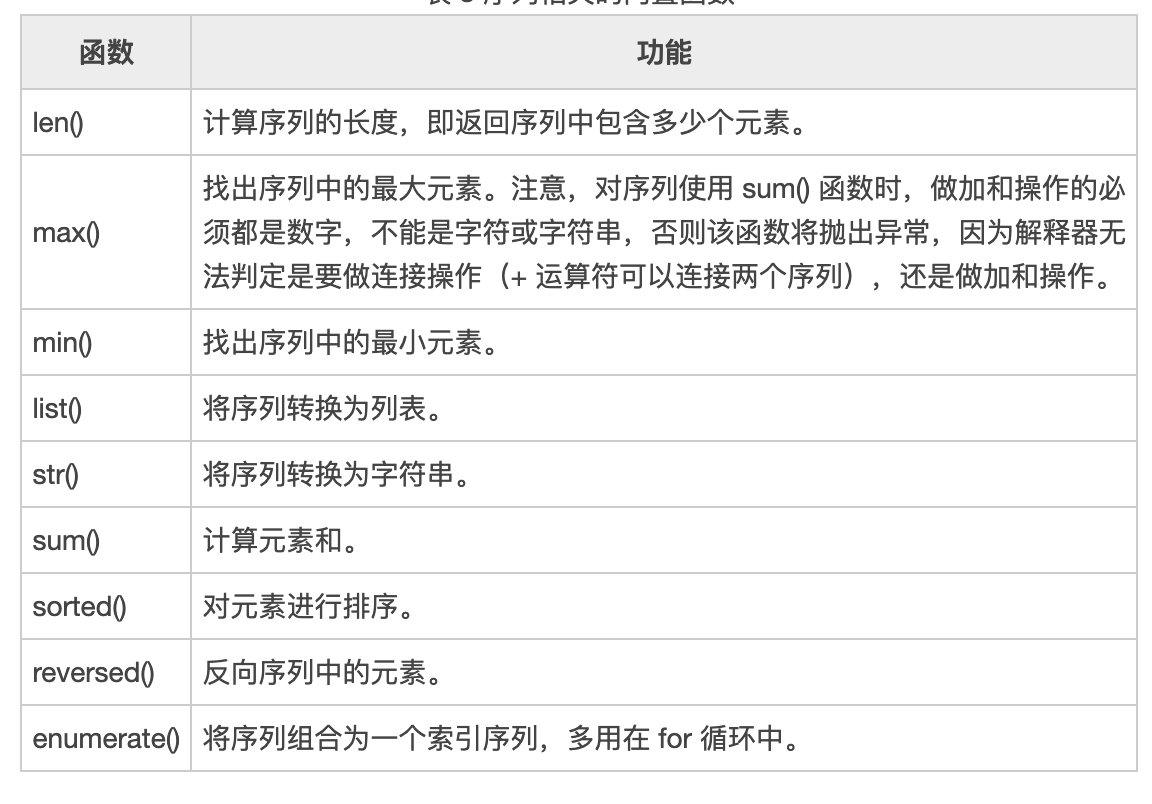 函数 功能
len() 计算序列的长度，即返回序列中包含多少个元素。
max() 找出序列中的最大元素。注意，对序列使用 sum() 函数时，做加和操作的必
须都是数字，不能是字符或字符串，否则该函数将抛出异常，因为解释器无
法判定是要做连接操作（+ 运算符可以连接两个序列），还是做加和操作。
min() 找出序列中的最小元素。
list() 将序列转换为列表。
str() 将序列转换为字符串。
sum() 计算元素和。
sorted() 对元素进行排序。
reversed() 反向序列中的元素。
enumerate() 将序列组合为一个索引序列，多用在 for 循环中。